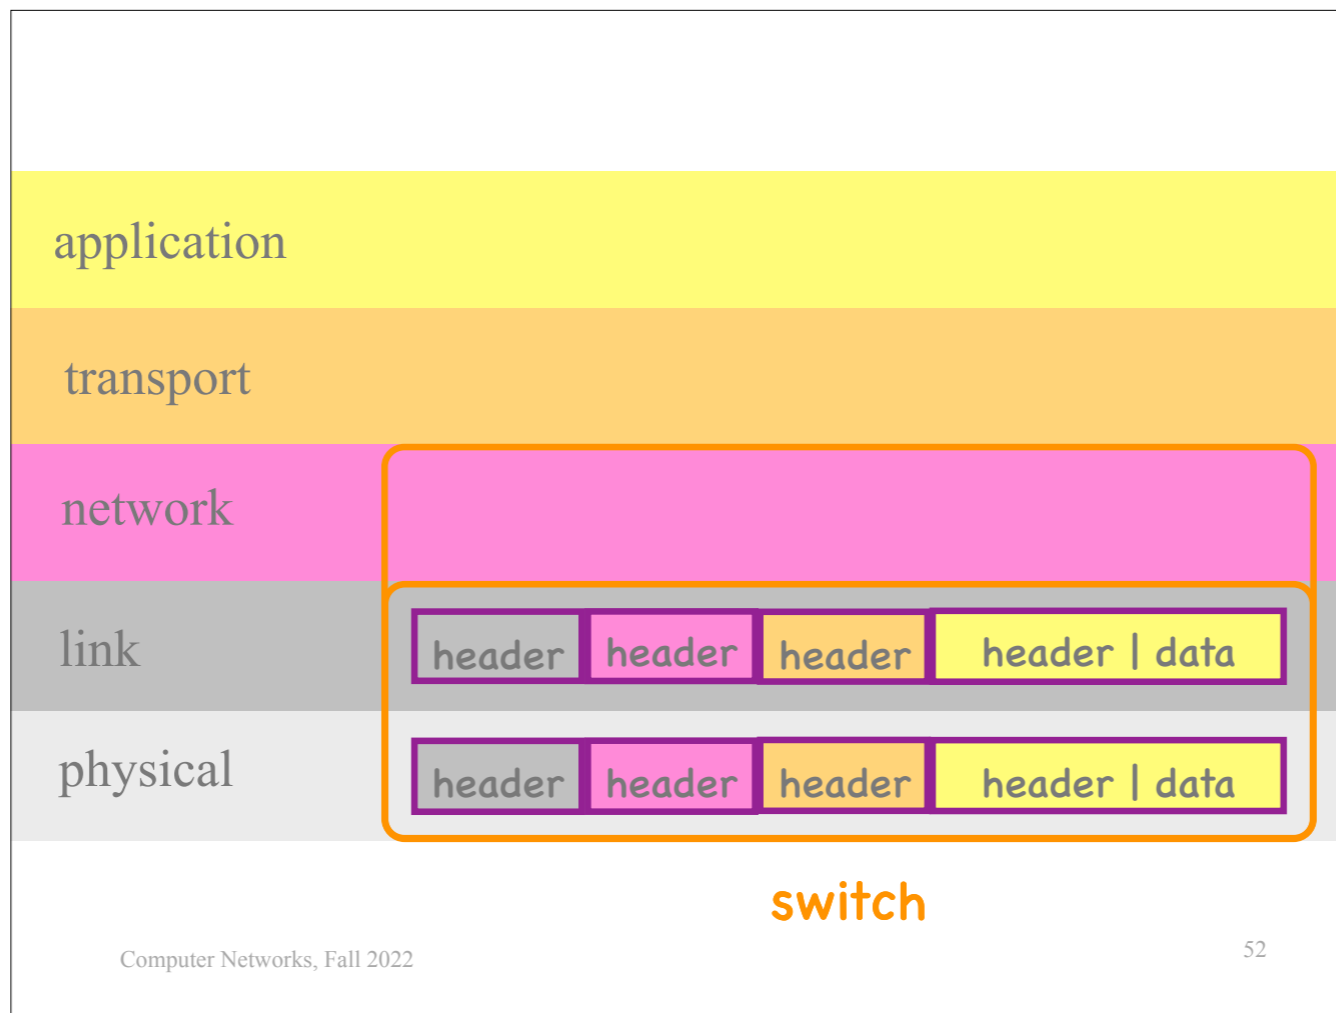 application
transport
network
link
header header header header | data
physical
header header header header | data
switch
Computer Networks, Fall 2022
52